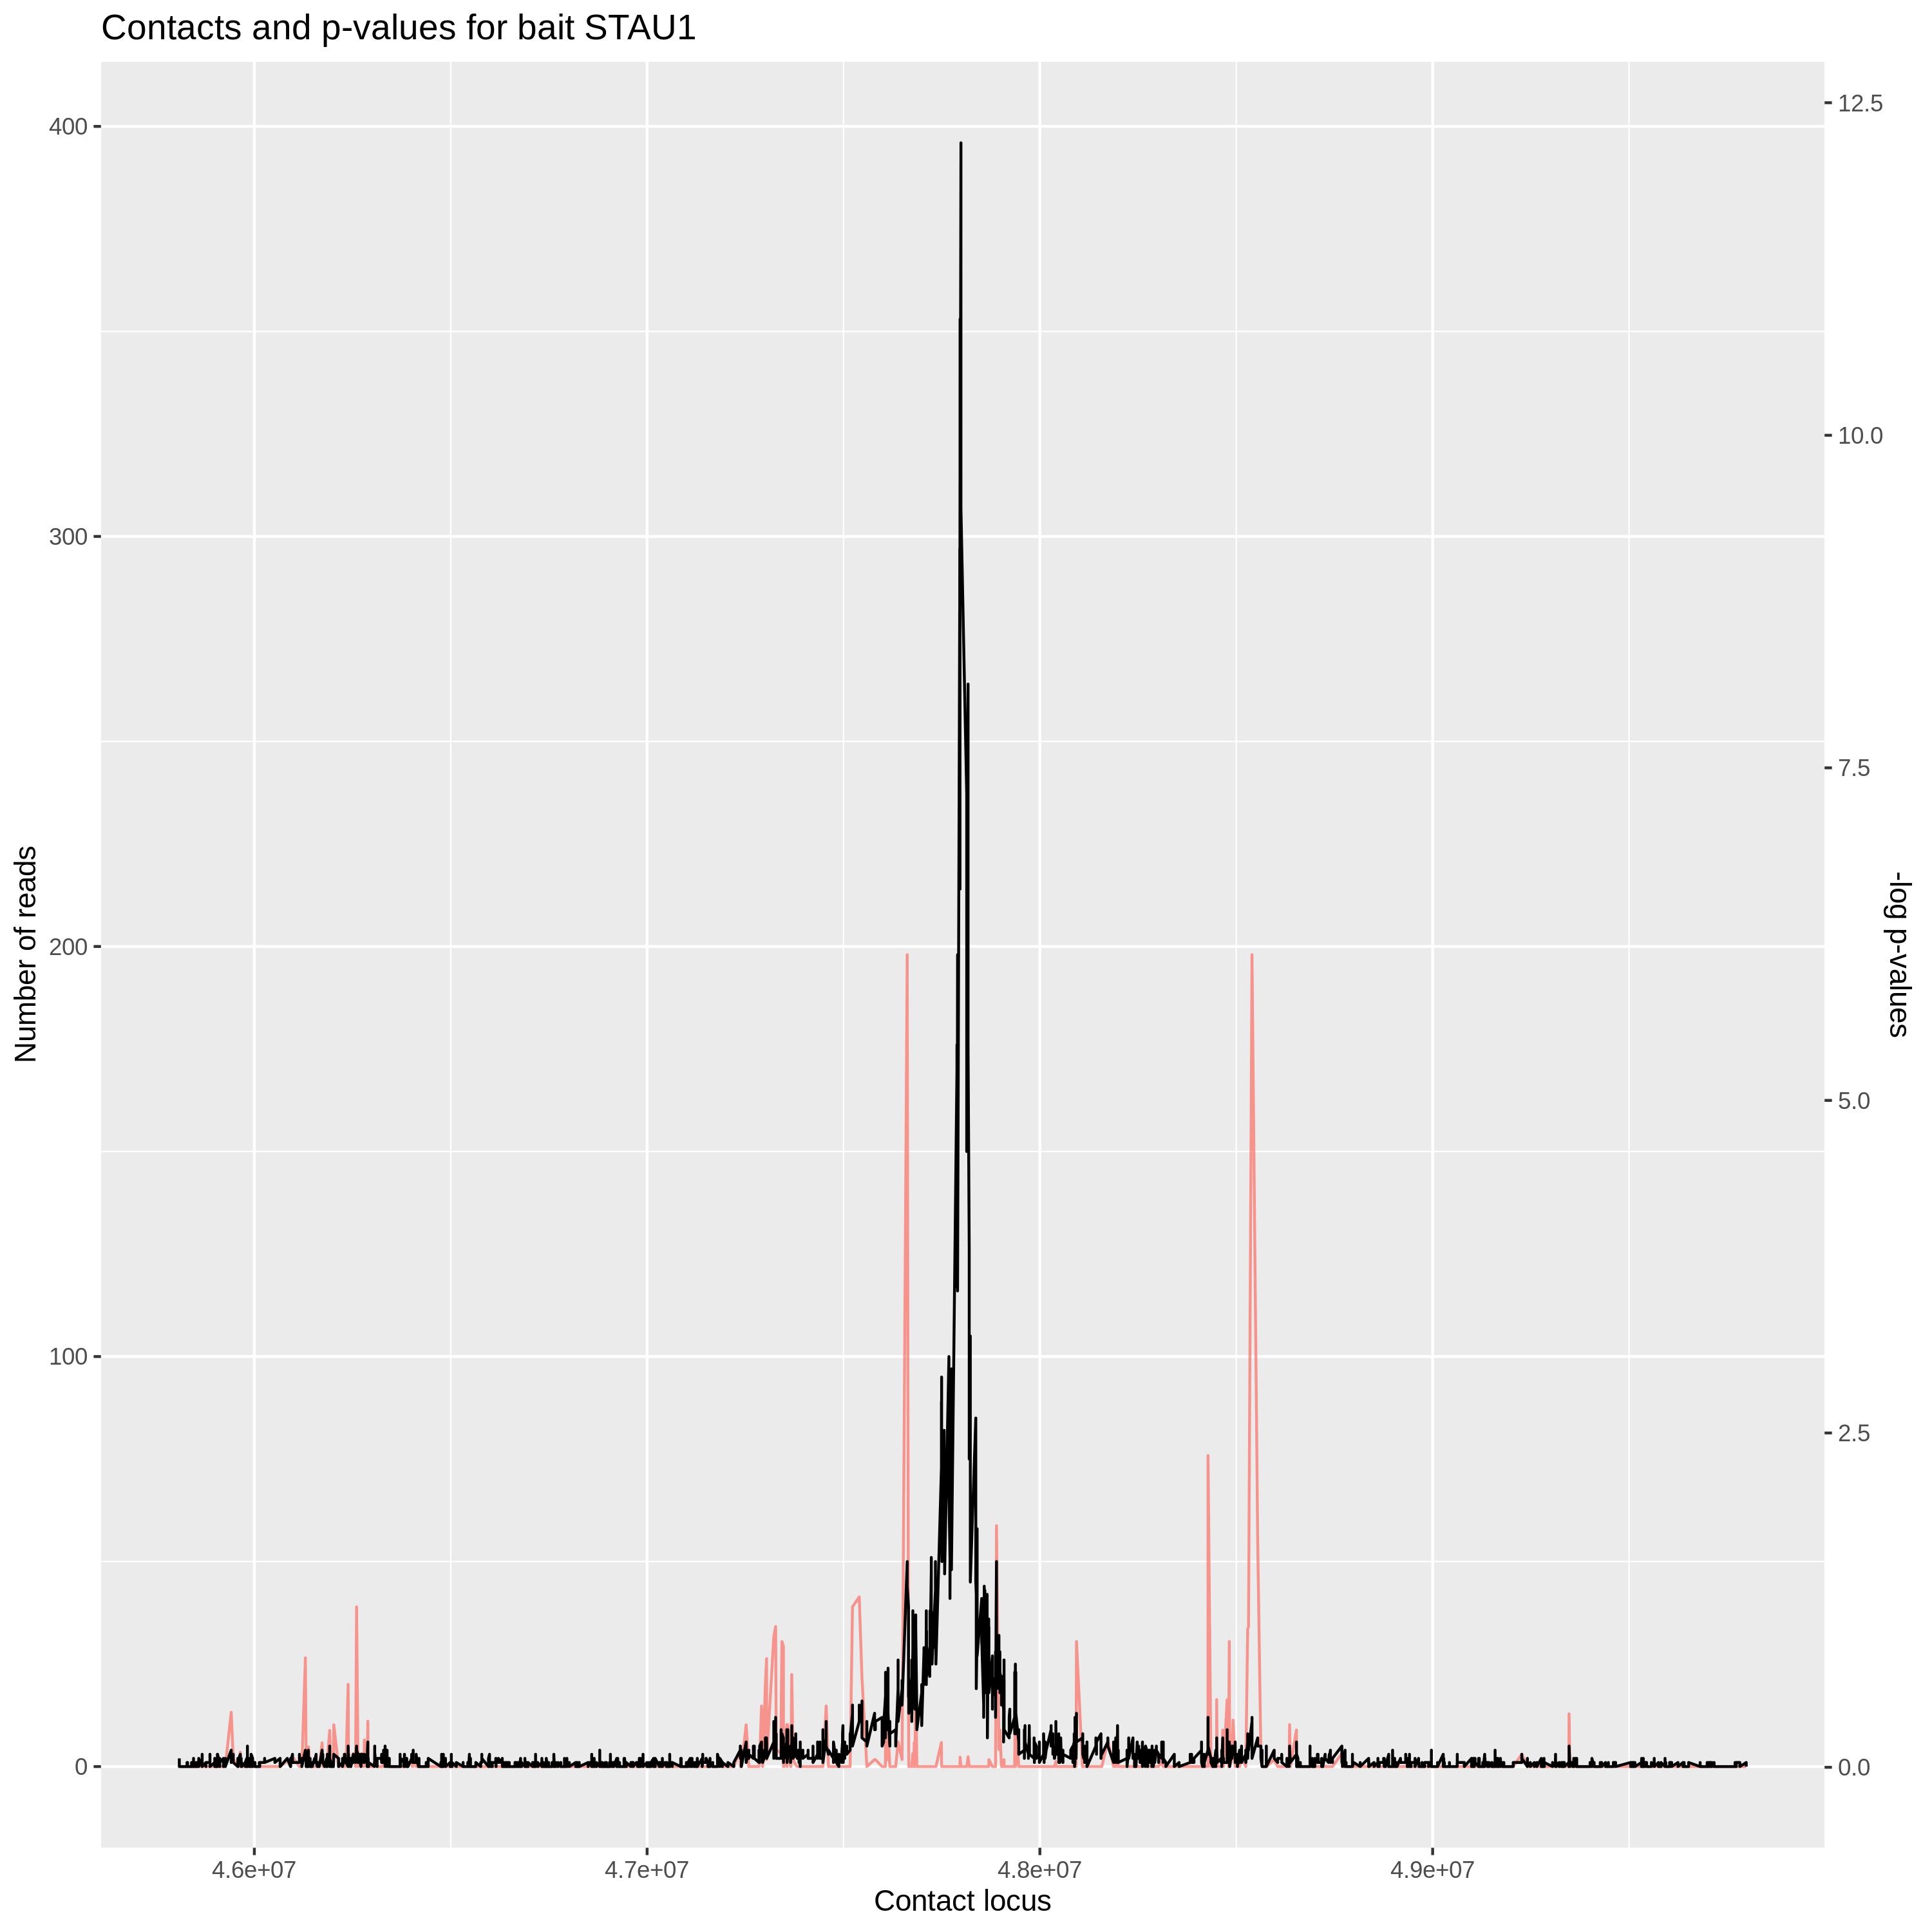 Contacts and p-values for bait STAU1
400
300
200
100
0
Number of reads
12.5
10.0
7.5
5.0
2.5
0.0
-log p-values
4.6e+07
4.7e+07
4.8e+07
4.9e+07
Contact locus